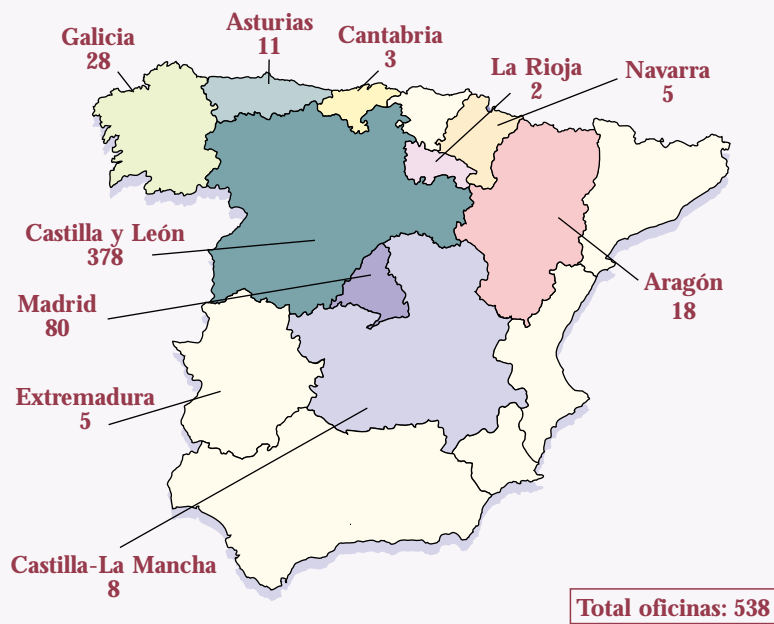 Galicia
28
Asturias
11
Cantabria
3
La Rioja
2
Navarra
5
Castilla y León
378
Madrid
80
Aragón
18
Extremadura
5
Castilla-La Mancha
8
Total oficinas: 538